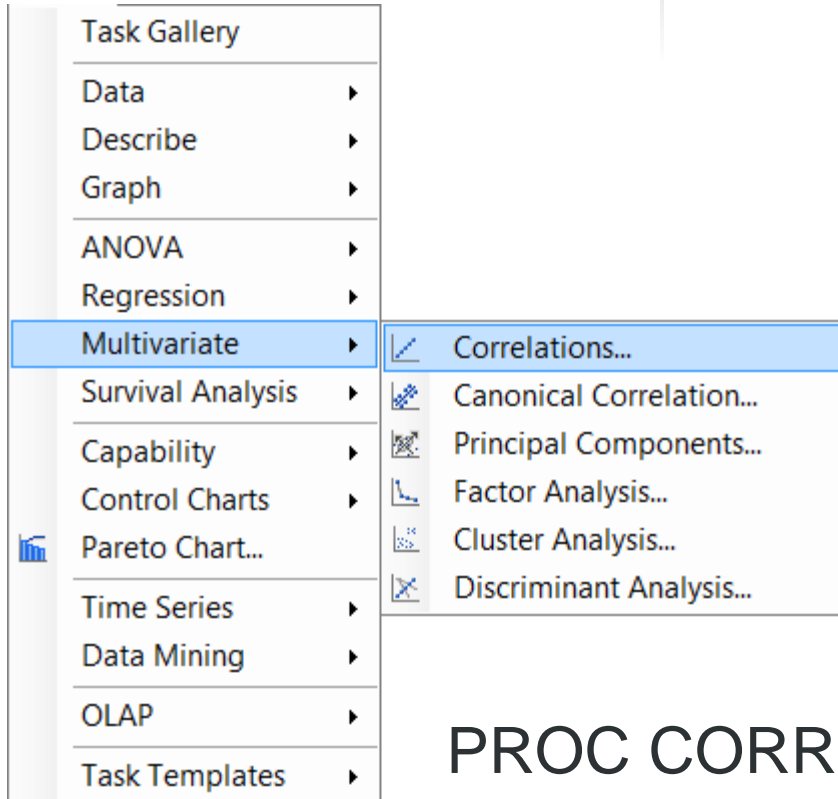 Task Gallery
Data
Describe
Graph
ANOVA
Regression
Multivariate
Survival Analysis
Capability
Control Charts
Pareto Chart...
Time Series
Data Mining
OLAP
Task Templates
Correlations...
Canonical Correlation...
Principal Components...
Factor Analysis...
Cluster Analysis...
Discriminant Analysis...
PROC CORR